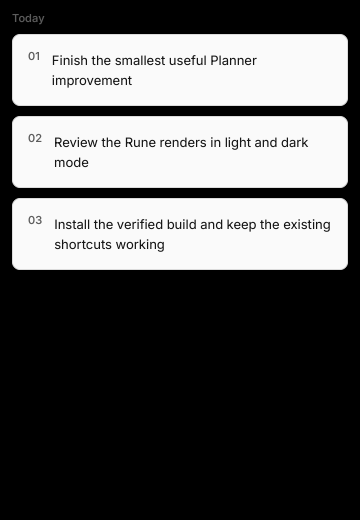 Today
01 Finish the smallest useful Planner
improvement
02 Review the Rune renders in light and dark
mode
03 Install the verified build and keep the existing
shortcuts working